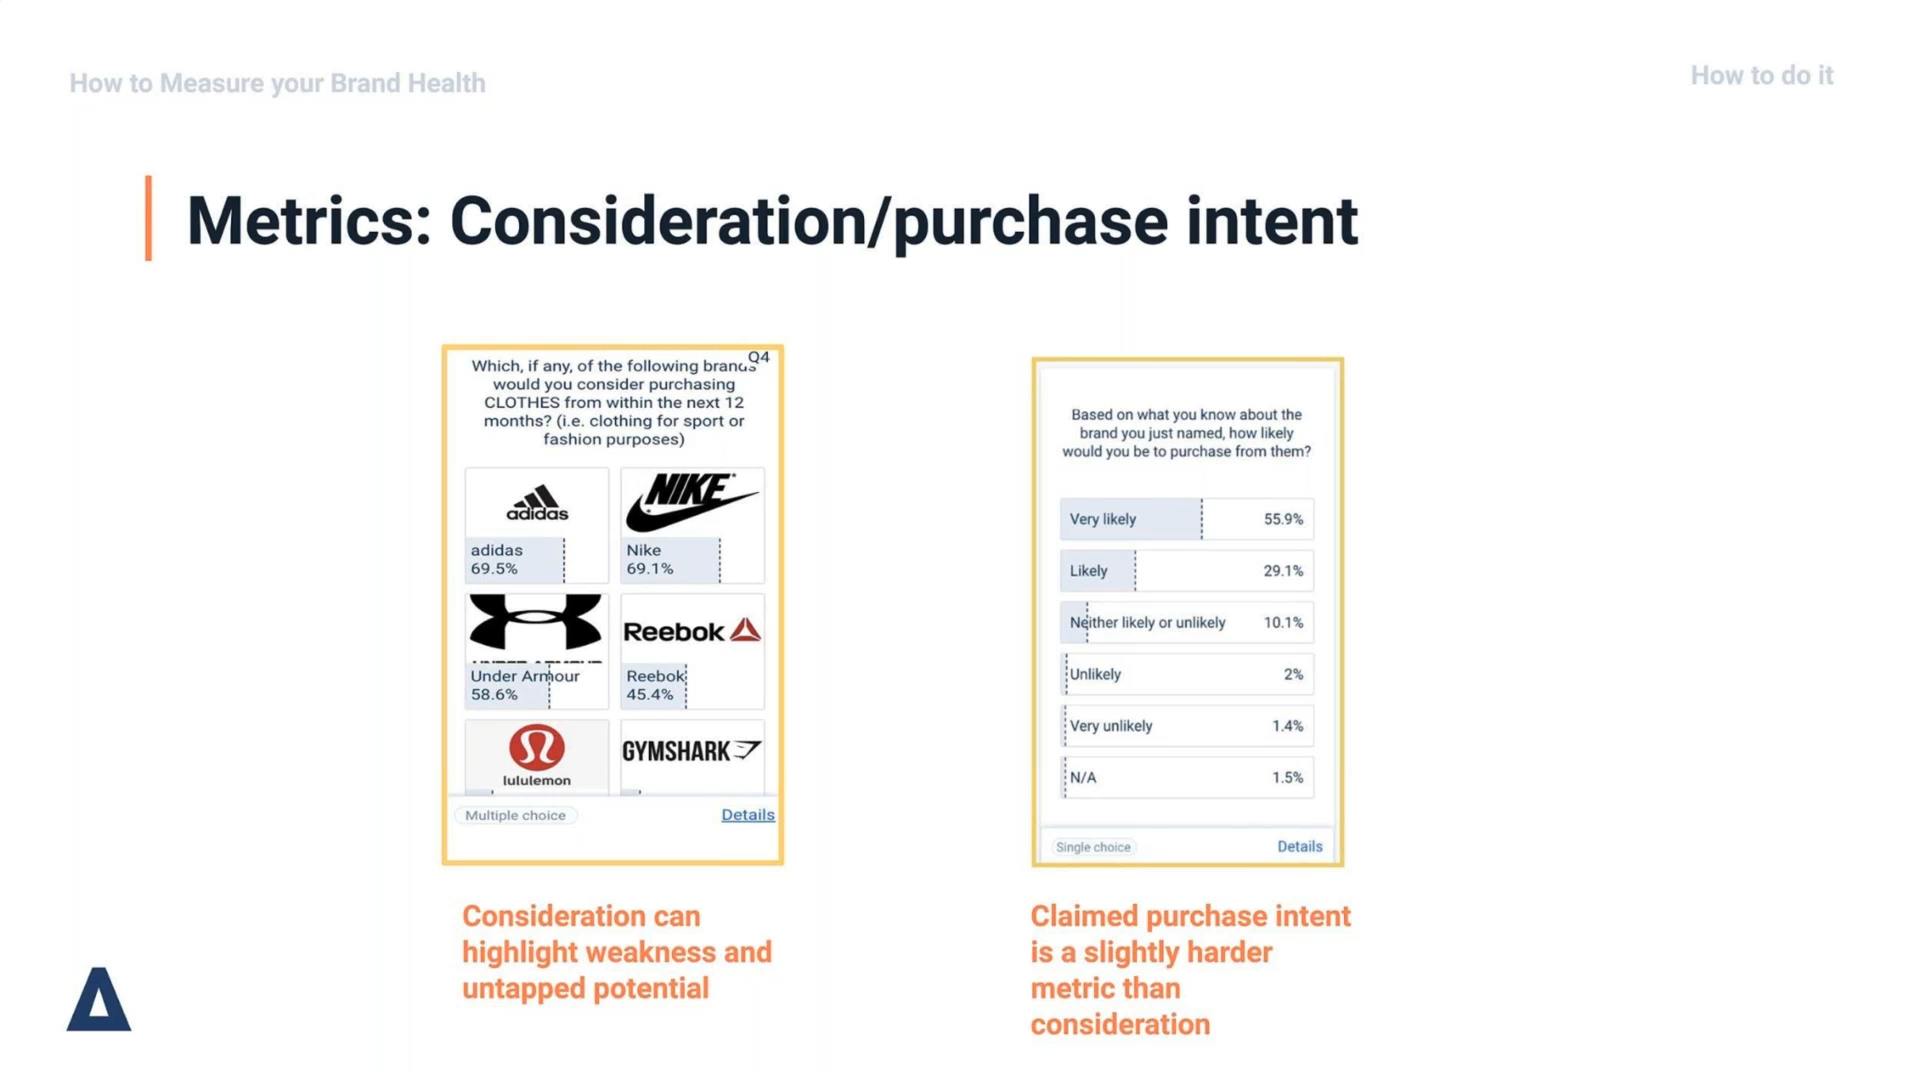 How to Measure your Brand Health
How to do it
Metrics: Consideration/purchase intent
Q4
Which, if any, of the following brands
would you consider purchasing
CLOTHES from within the next 12
months? (i.e. clothing for sport or
fashion purposes)
adidas
NIKE
adidas
69.5%
Nike
69.1%
UNDER ARMOUR
Reebok
Under Armour
58.6%
Reebok
45.4%
lululemon
GYMSHARK
Multiple choice
Details
Consideration can
highlight weakness and
untapped potential
Based on what you know about the
brand you just named, how likely
would you be to purchase from them?
Very likely 55.9%
Likely 29.1%
Neither likely or unlikely 10.1%
Unlikely 2%
Very unlikely 1.4%
N/A 1.5%
Single choice
Details
Claimed purchase intent
is a slightly harder
metric than
consideration